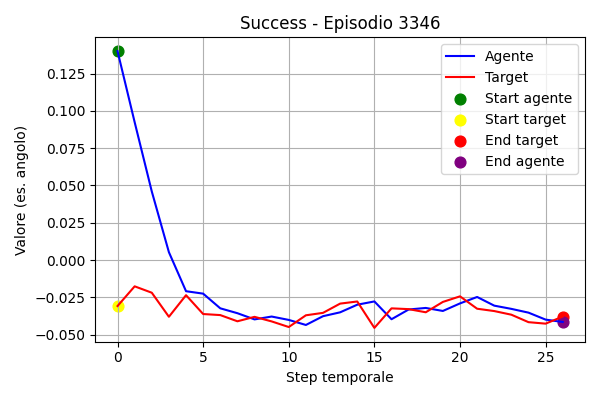 Success - Episodio 3346
Agente
Target
Start agente
Start target
End target
End agente
Valore (es. angolo)
0.125
0.100
0.075
0.050
0.025
0.000
−0.025
−0.050
0 5 10 15 20 25
Step temporale